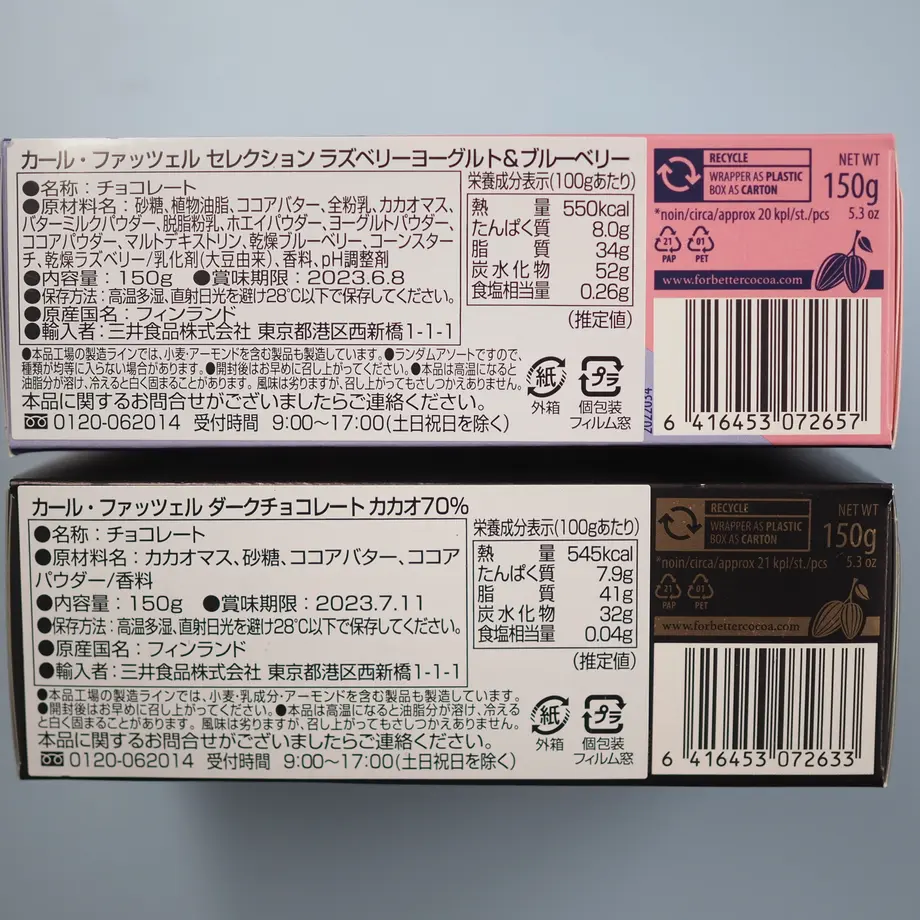 カール・ファッツェル セレクション ラズベリーヨーグルト&ブルーベリー
●名称：チョコレート
●原材料名：砂糖、植物油脂、ココアバター、全粉乳、カカオマス、
バターミルクパウダー、脱脂粉乳、ホエイパウダー、ヨーグルトパウダー、
ココアパウダー、マルトデキストリン、乾燥ブルーベリー、コーンスター
チ、乾燥ラズベリー/乳化剤(大豆由来)、香料、pH調整剤
●内容量：150g ●賞味期限：2023.6.8
●保存方法：高温多湿、直射日光を避け28℃以下で保存してください。
●原産国名：フィンランド
●輸入者：三井食品株式会社 東京都港区西新橋1-1-1
●本品工場の製造ラインでは、小麦・アーモンドを含む製品も製造しています。●ランダムアソートですので、
種類が均等に入らない場合があります。●開封後はお早めに召し上がってください。●本品は高温になると
油脂分が溶け、冷えると白く固まることがあります。風味は劣りますが、召し上がってもさしつかえありません。
本品に関するお問合せがございましたらご連絡ください。
0120-062014 受付時間 9:00〜17:00(土日祝日を除く)
栄養成分表示(100gあたり)
熱量 550kcal
たんぱく質 8.0g
脂質 34g
炭水化物 52g
食塩相当量 0.26g
(推定値)
紙
外箱
プラ
個包装
フィルム窓
RECYCLE
WRAPPER AS PLASTIC
BOX AS CARTON
NET WT
150g
5.3 oz
*noin/circa/approx 20 kpl/st./pcs
21
PAP
01
PET
www.forbettercocoa.com
2022034
6 416453 072657
カール・ファッツェル ダークチョコレート カカオ70%
●名称：チョコレート
●原材料名：カカオマス、砂糖、ココアバター、ココア
パウダー/香料
●内容量：150g ●賞味期限：2023.7.11
●保存方法：高温多湿、直射日光を避け28℃以下で保存してください。
●原産国名：フィンランド
●輸入者：三井食品株式会社 東京都港区西新橋1-1-1
●本品工場の製造ラインでは、小麦・乳成分・アーモンドを含む製品も製造しています。
●開封後はお早めに召し上がってください。●本品は高温になると油脂分が溶け、冷える
と白く固まることがあります。風味は劣りますが、召し上がってもさしつかえありません。
本品に関するお問合せがございましたらご連絡ください。
0120-062014 受付時間 9:00〜17:00(土日祝日を除く)
栄養成分表示(100gあたり)
熱量 545kcal
たんぱく質 7.9g
脂質 41g
炭水化物 32g
食塩相当量 0.04g
(推定値)
紙
外箱
プラ
個包装
フィルム窓
RECYCLE
WRAPPER AS PLASTIC
BOX AS CARTON
NET WT
150g
5.3 oz
*noin/circa/approx 21 kpl/st./pcs
21
PAP
01
PET
www.forbettercocoa.com
6 416453 072633